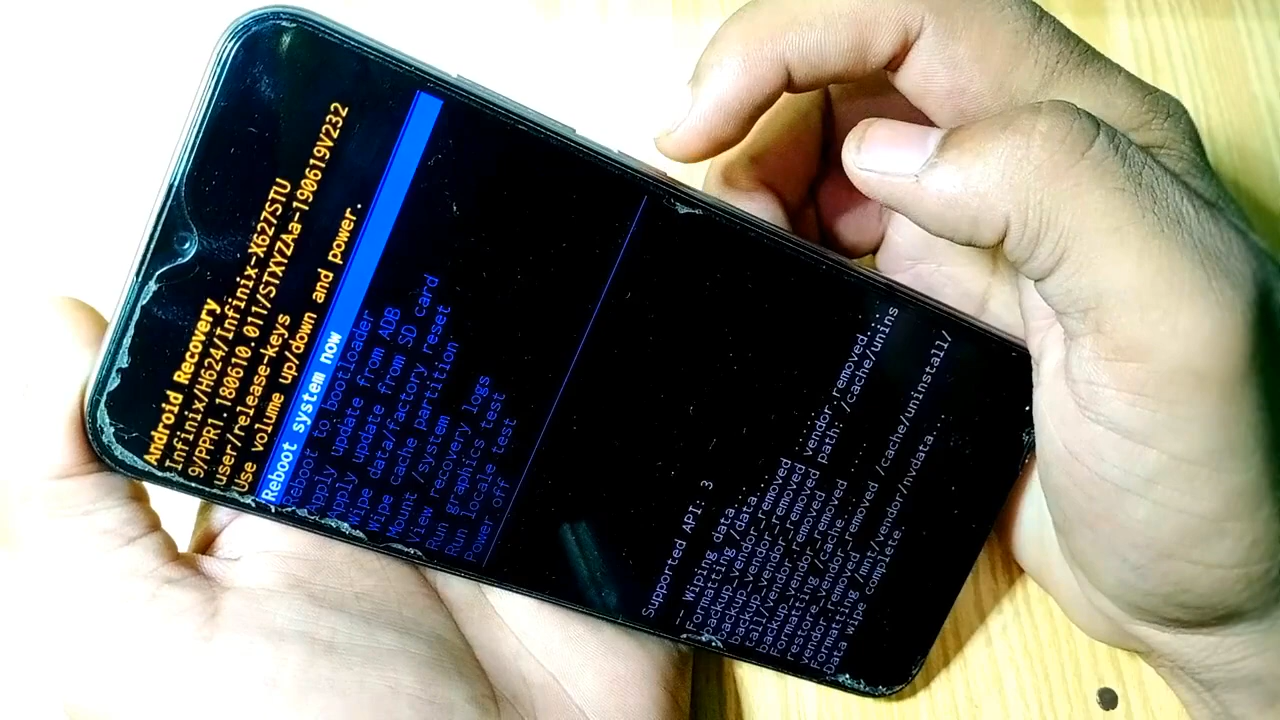 Android Recovery
Infinix/H624/Infinix-X627STU
9/PPR1.180610.011/STXYZAa-190619V232
user/release-keys
Use volume up/down and power.
Reboot system now
Reboot to bootloader
Apply update from ADB
Apply update from SD card
Wipe data/factory reset
Wipe cache partition
Mount /system
View recovery logs
Run graphics test
Run locale test
Power off
Supported API: 3
-- Wiping data...
Formatting /data...
backup_vendor_removed vendor_removed...
backup_vendor_removed path: /cache/unins
tall/vendor_removed
backup_vendor_removed
Formatting /cache...
restore_vendor_removed /cache/uninstall/
vendor_removed
Formatting /mnt/vendor/nvdata...
Data wipe complete.